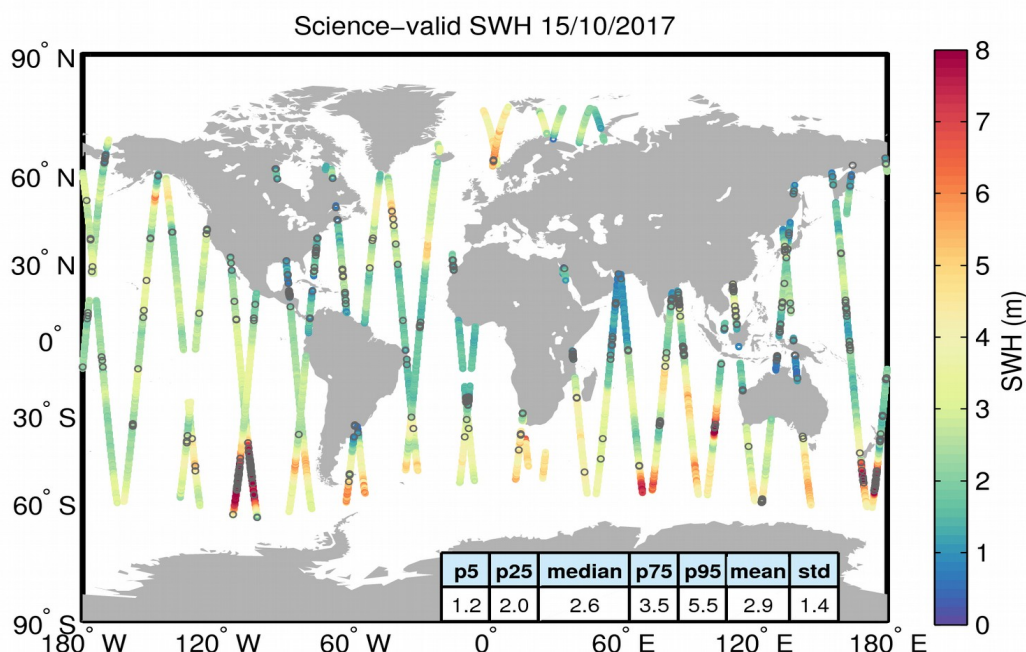 Science−valid SWH 15/10/2017
90° N
60° N
30° N
0°
30° S
60° S
90° S
180° W
120° W
60° W
0°
60° E
120° E
180° E
p5 p25 median p75 p95 mean std
1.2 2.0 2.6 3.5 5.5 2.9 1.4
8
7
6
5
4
3
2
1
0
SWH (m)